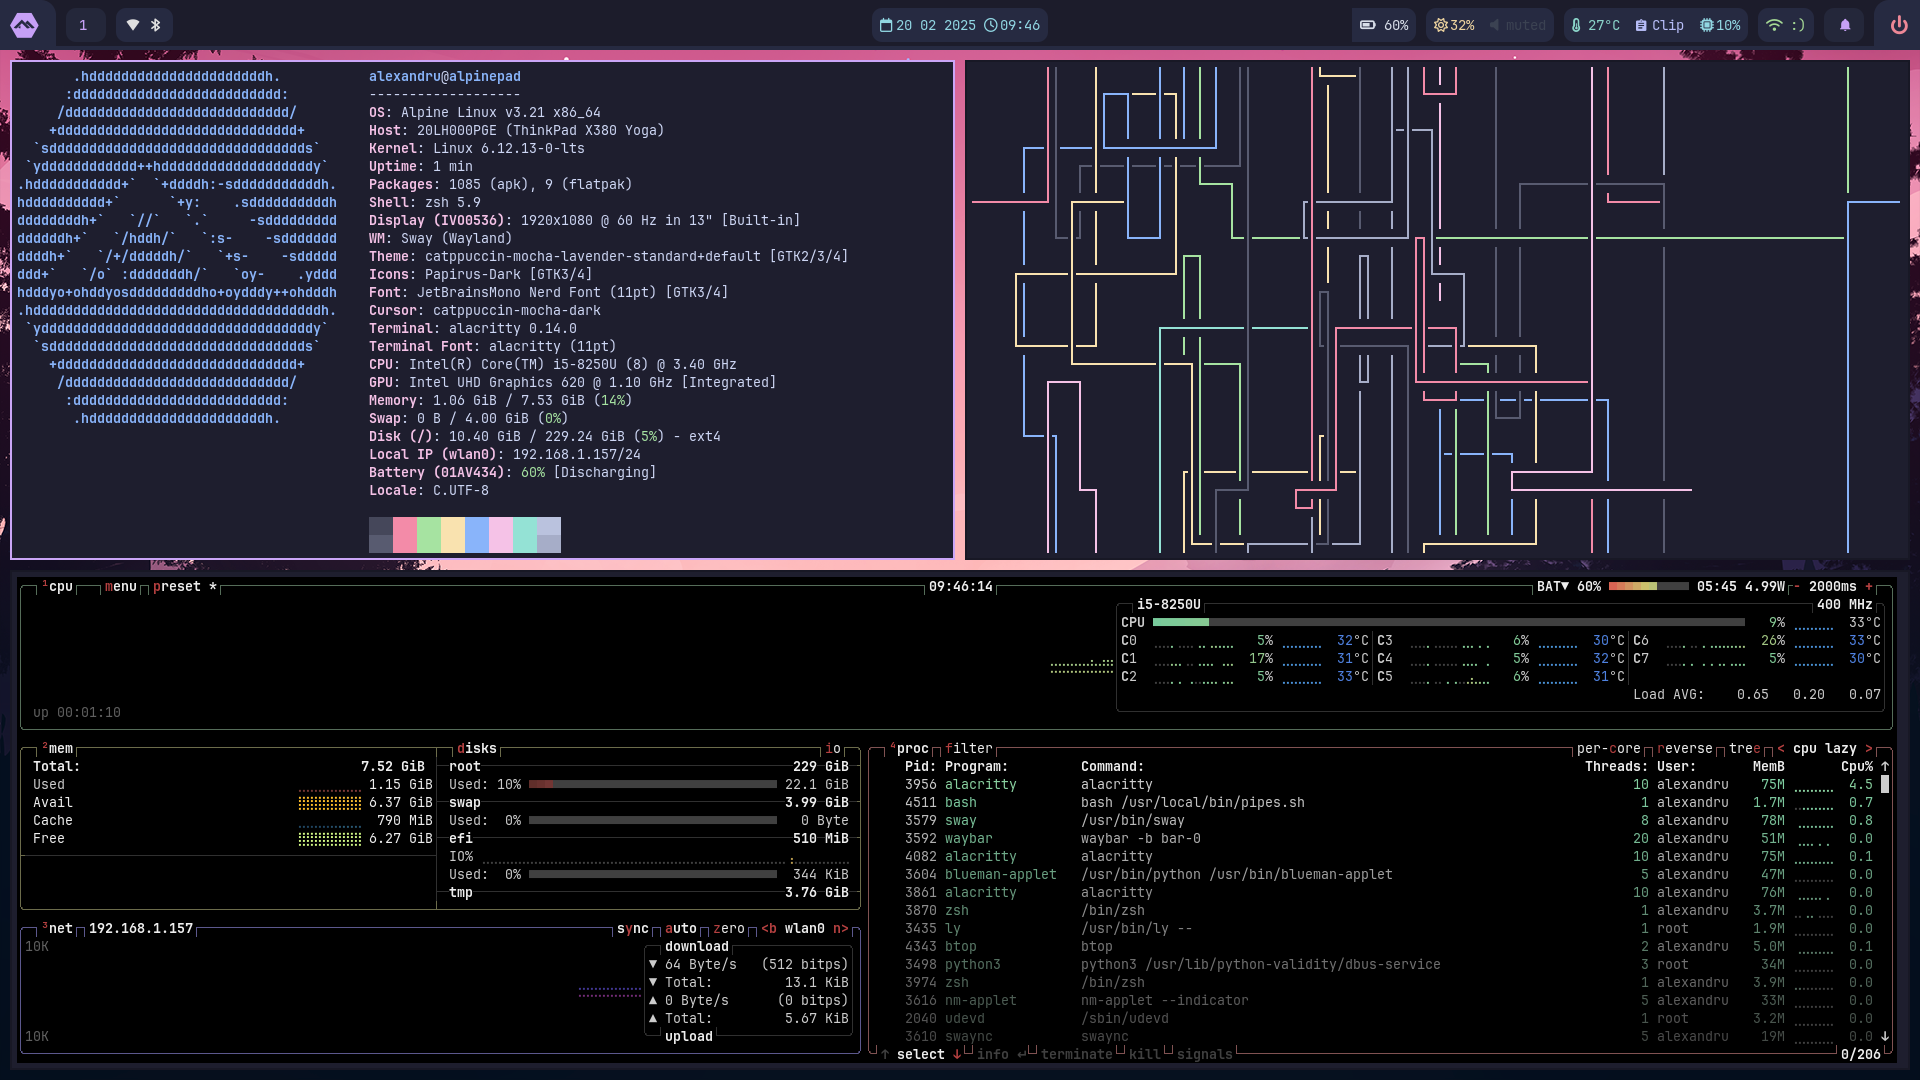 1
20 02 2025 09:46
60% 32% muted 27°C Clip 10% :)
.hddddddddddddddddddddddh.
:dddddddddddddddddddddddddd:
/dddddddddddddddddddddddddddd/
+dddddddddddddddddddddddddddddd+
`sdddddddddddddddddddddddddddddddds`
`ydddddddddddd++hdddddddddddddddddddy`
.hddddddddddd+`  `+ddddh:-sdddddddddddh.
hdddddddddd+`      `+y:    .sddddddddddh
ddddddddh+`   `//`   `.`     -sddddddddd
ddddddh+`   `/hddh/`   `:s-    -sddddddd
ddddh+`   `/+/dddddh/`   `+s-    -sddddd
ddd+`   `/o` :dddddddh/`   `oy-    .yddd
hdddyo+ohddyosdddddddddho+oydddy++ohdddh
.hddddddddddddddddddddddddddddddddddddh.
`yddddddddddddddddddddddddddddddddddy`
`sdddddddddddddddddddddddddddddddds`
+dddddddddddddddddddddddddddddd+
/dddddddddddddddddddddddddddd/
:dddddddddddddddddddddddddd:
.hddddddddddddddddddddddh.
alexandru@alpinepad
-------------------
OS: Alpine Linux v3.21 x86_64
Host: 20LH000PGE (ThinkPad X380 Yoga)
Kernel: Linux 6.12.13-0-lts
Uptime: 1 min
Packages: 1085 (apk), 9 (flatpak)
Shell: zsh 5.9
Display (IVO0536): 1920x1080 @ 60 Hz in 13" [Built-in]
WM: Sway (Wayland)
Theme: catppuccin-mocha-lavender-standard+default [GTK2/3/4]
Icons: Papirus-Dark [GTK3/4]
Font: JetBrainsMono Nerd Font (11pt) [GTK3/4]
Cursor: catppuccin-mocha-dark
Terminal: alacritty 0.14.0
Terminal Font: alacritty (11pt)
CPU: Intel(R) Core(TM) i5-8250U (8) @ 3.40 GHz
GPU: Intel UHD Graphics 620 @ 1.10 GHz [Integrated]
Memory: 1.06 GiB / 7.53 GiB (14%)
Swap: 0 B / 4.00 GiB (0%)
Disk (/): 10.40 GiB / 229.24 GiB (5%) - ext4
Local IP (wlan0): 192.168.1.157/24
Battery (01AV434): 60% [Discharging]
Locale: C.UTF-8
¹cpu menu preset * 09:46:14 BAT▼ 60% 05:45 4.99W - 2000ms +
i5-8250U 400 MHz
CPU 9% 33°C
C0 5% 32°C C3 6% 30°C C6 26% 33°C
C1 17% 31°C C4 5% 32°C C7 5% 30°C
C2 5% 33°C C5 6% 31°C
Load AVG: 0.65 0.20 0.07
up 00:01:10
²mem
Total: 7.52 GiB
Used 1.15 GiB
Avail 6.37 GiB
Cache 790 MiB
Free 6.27 GiB
disks io
root 229 GiB
Used: 10% 22.1 GiB
swap 3.99 GiB
Used: 0% 0 Byte
efi 510 MiB
IO%
Used: 0% 344 KiB
tmp 3.76 GiB
³net 192.168.1.157 sync auto zero <b wlan0 n>
10K
download
▼ 64 Byte/s (512 bitps)
▼ Total: 13.1 KiB
▲ 0 Byte/s (0 bitps)
▲ Total: 5.67 KiB
upload
10K
⁴proc filter per-core reverse tree < cpu lazy >
Pid: Program: Command: Threads: User: MemB Cpu% ↑
3956 alacritty alacritty 10 alexandru 75M 4.5
4511 bash bash /usr/local/bin/pipes.sh 1 alexandru 1.7M 0.7
3579 sway /usr/bin/sway 8 alexandru 78M 0.8
3592 waybar waybar -b bar-0 20 alexandru 51M 0.0
4082 alacritty alacritty 10 alexandru 75M 0.1
3604 blueman-applet /usr/bin/python /usr/bin/blueman-applet 5 alexandru 47M 0.0
3861 alacritty alacritty 10 alexandru 76M 0.0
3870 zsh /bin/zsh 1 alexandru 3.7M 0.0
3435 ly /usr/bin/ly -- 1 root 1.9M 0.0
4343 btop btop 2 alexandru 5.0M 0.1
3498 python3 python3 /usr/lib/python-validity/dbus-service 3 root 34M 0.0
3974 zsh /bin/zsh 1 alexandru 3.9M 0.0
3616 nm-applet nm-applet --indicator 5 alexandru 33M 0.0
2040 udevd /sbin/udevd 1 root 3.2M 0.0
3610 swaync swaync 5 alexandru 19M 0.0 ↓
↑ select ↓ info ↵ terminate kill signals 0/206